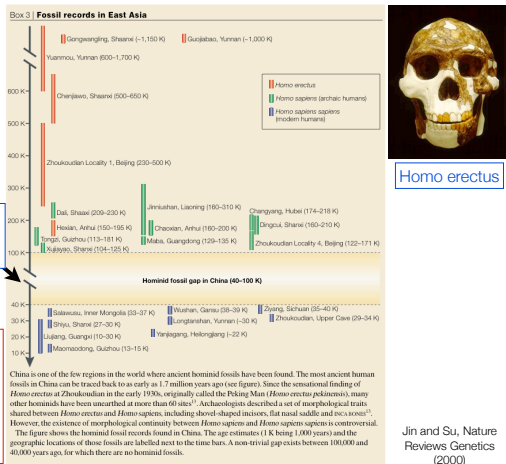 Box 3 | Fossil records in East Asia
Gongwangling, Shaanxi (~1,150 K)
Guojiabao, Yunnan (~1,000 K)
Yuanmou, Yunnan (600–1,700 K)
Homo erectus
Homo sapiens (archaic humans)
Homo sapiens sapiens
(modern humans)
600 K
Chenjiawo, Shaanxi (500–650 K)
500 K
400 K
Zhoukoudian Locality 1, Beijing (230–500 K)
300 K
Jinniushan, Liaoning (160–310 K)
Changyang, Hubei (174–218 K)
Dali, Shaaxi (209–230 K)
200 K
Hexian, Anhui (150–195 K)
Chaoxian, Anhui (160–200 K)
Dingcui, Shanxi (160–210 K)
Tongzi, Guizhou (113–181 K)
Maba, Guangdong (129–135 K)
Zhoukoudian Locality 4, Beijing (122–171 K)
100 K
Xujiayao, Shanxi (104–125 K)
Hominid fossil gap in China (40–100 K)
40 K
Salawusu, Inner Mongolia (33–37 K)
Wushan, Gansu (38–39 K)
Ziyang, Sichuan (35–40 K)
30 K
Shiyu, Shanxi (27–30 K)
Longtanshan, Yunnan (~30 K)
Zhoukoudian, Upper Cave (29–34 K)
20 K
Liujiang, Guangxi (10–30 K)
Yanjiagang, Heilongjiang (~22 K)
10 K
Maomaodong, Guizhou (13–15 K)
China is one of the few regions in the world where ancient hominid fossils have been found. The most ancient human
fossils in China can be traced back to as early as 1.7 million years ago (see figure). Since the sensational finding of
Homo erectus at Zhoukoudian in the early 1930s, originally called the Peking Man (Homo erectus pekinensis), many
other hominids have been unearthed at more than 60 sites
. Archaeologists described a set of morphological traits
shared between Homo erectus and Homo sapiens, including shovel-shaped incisors, flat nasal saddle and INCA BONES
.
However, the existence of morphological continuity between Homo erectus and Homo sapiens sapiens is controversial.
The figure shows the hominid fossil records found in China. The age estimates (1 K being 1,000 years) and the
geographic locations of those fossils are labelled next to the time bars. A non-trivial gap exists between 100,000 and
40,000 years ago, for which there are no hominid fossils.
Homo erectus
Jin and Su, Nature
Reviews Genetics
(2000)